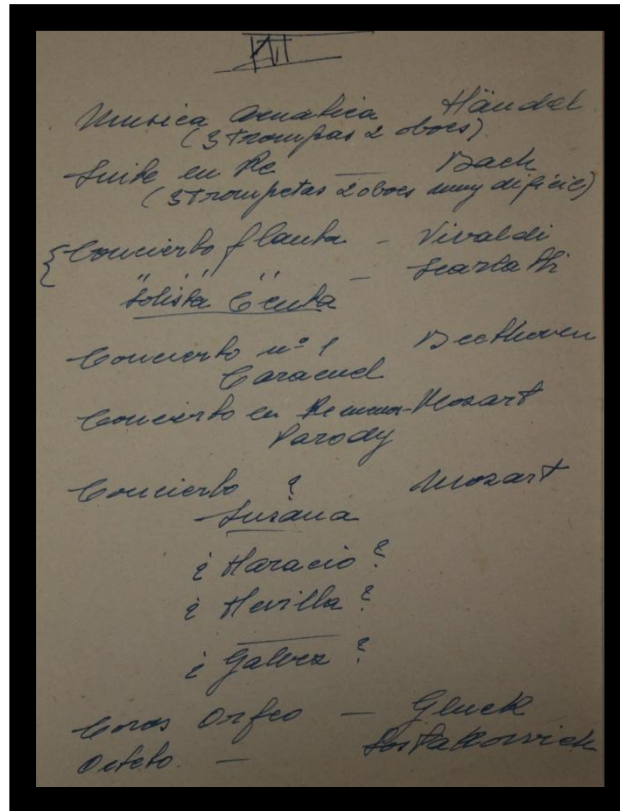 VII
Musica acuatica Händel
(3 Trompas 2 oboes)
Suite en Re — Bach
(3 Trompetas 2 oboes muy dificil)
{ Concierto flauta - Vivaldi
" " " - Scarlatti
Solista
Concierto nº 1 Beethoven
Caracuel
Concierto en Re menor - Mozart
Parody
Concierto ? Mozart
Susana
¿ Horacio ?
¿ Hevilla ?
¿ Galvez ?
Coros Orfeo — Gluck
Octeto. — Sostakovich